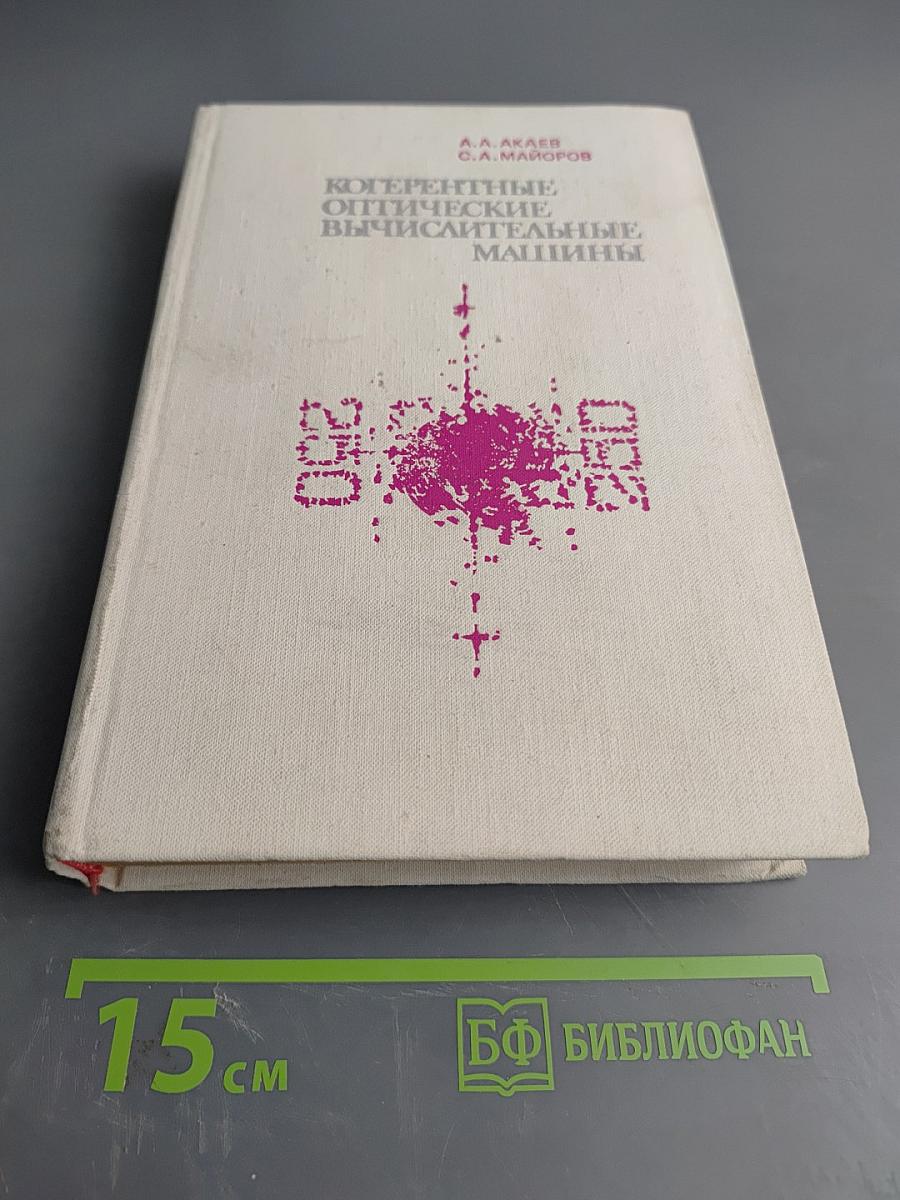 А.А.АКАЕВ
С.А.МАЙОРОВ
КОГЕРЕНТНЫЕ
ОПТИЧЕСКИЕ
ВЫЧИСЛИТЕЛЬНЫЕ
МАШИНЫ
15 см
БФ БИБЛИОФАН